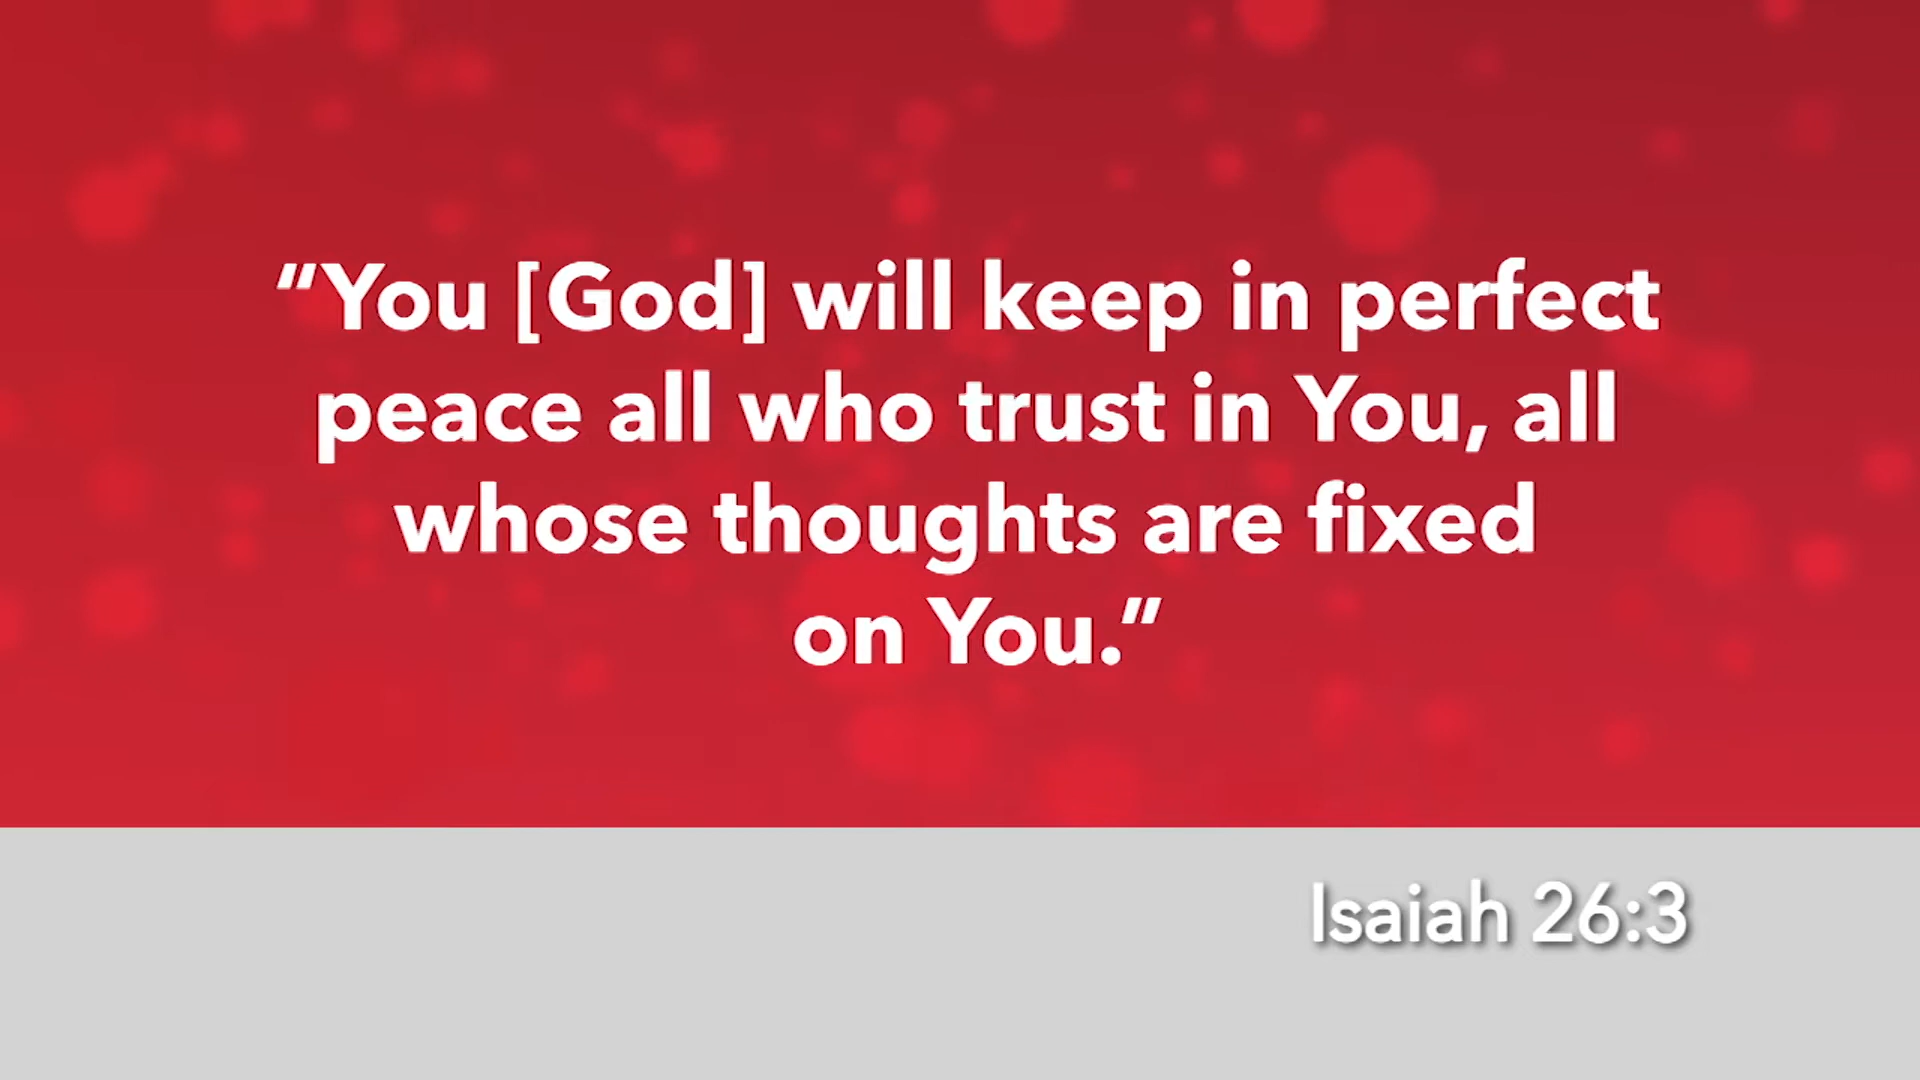 “You [God] will keep in perfect
peace all who trust in You, all
whose thoughts are fixed
on You.”
Isaiah 26:3